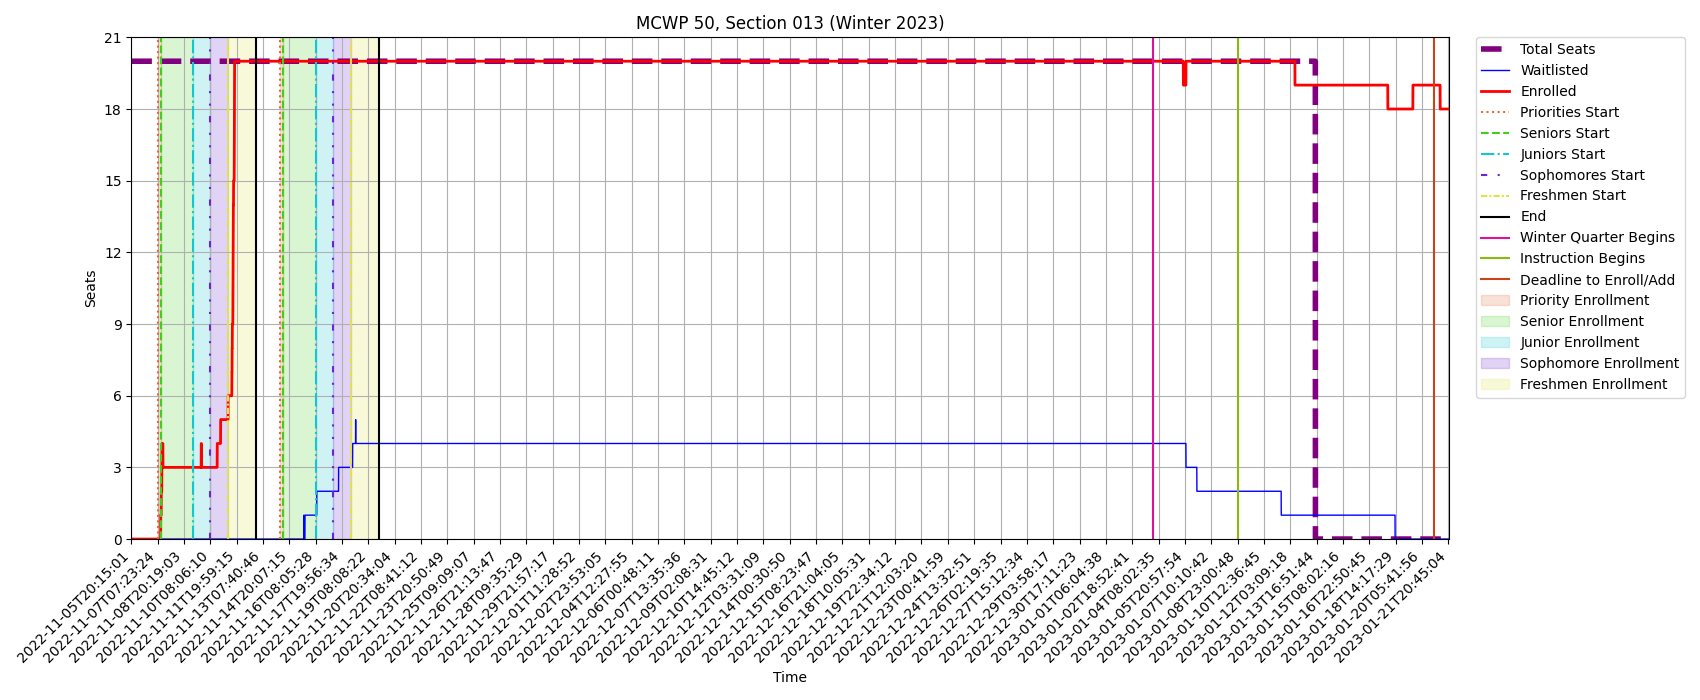 MCWP 50, Section 013 (Winter 2023)
21
18
15
12
9
6
3
0
Seats
2022-11-05T20:15:01
2022-11-07T07:23:24
2022-11-08T20:19:03
2022-11-10T08:06:10
2022-11-11T19:59:15
2022-11-13T07:40:46
2022-11-14T20:07:15
2022-11-16T08:05:28
2022-11-17T19:56:34
2022-11-19T08:08:22
2022-11-20T20:34:04
2022-11-22T08:41:12
2022-11-23T20:50:49
2022-11-25T09:09:07
2022-11-26T21:13:47
2022-11-28T09:35:29
2022-11-29T21:57:17
2022-12-01T11:28:52
2022-12-02T23:53:05
2022-12-04T12:27:55
2022-12-06T00:48:11
2022-12-07T13:35:36
2022-12-09T02:08:31
2022-12-10T14:45:12
2022-12-12T03:31:09
2022-12-14T00:30:50
2022-12-15T08:23:47
2022-12-16T21:04:05
2022-12-18T10:05:31
2022-12-19T22:34:12
2022-12-21T12:03:20
2022-12-23T00:41:59
2022-12-24T13:32:51
2022-12-26T02:19:35
2022-12-27T15:12:34
2022-12-29T03:58:17
2022-12-30T17:11:23
2023-01-01T06:04:38
2023-01-02T18:52:41
2023-01-04T08:02:35
2023-01-05T20:57:54
2023-01-07T10:10:42
2023-01-08T23:00:48
2023-01-10T12:36:45
2023-01-12T03:09:18
2023-01-13T16:51:44
2023-01-15T08:02:16
2023-01-16T22:50:45
2023-01-18T14:17:29
2023-01-20T05:41:56
2023-01-21T20:45:04
Time
Total Seats
Waitlisted
Enrolled
Priorities Start
Seniors Start
Juniors Start
Sophomores Start
Freshmen Start
End
Winter Quarter Begins
Instruction Begins
Deadline to Enroll/Add
Priority Enrollment
Senior Enrollment
Junior Enrollment
Sophomore Enrollment
Freshmen Enrollment